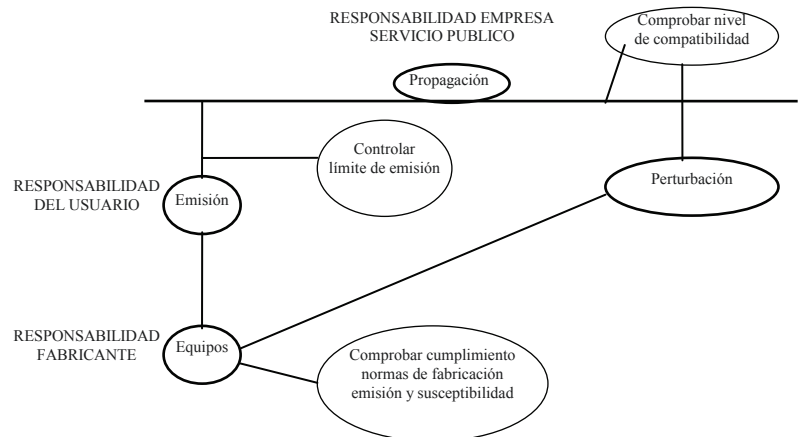 RESPONSABILIDAD EMPRESA
SERVICIO PUBLICO
Comprobar nivel
de compatibilidad
Propagación
Controlar
límite de emisión
RESPONSABILIDAD
DEL USUARIO
Emisión
Perturbación
RESPONSABILIDAD
FABRICANTE
Equipos
Comprobar cumplimiento
normas de fabricación
emisión y susceptibilidad